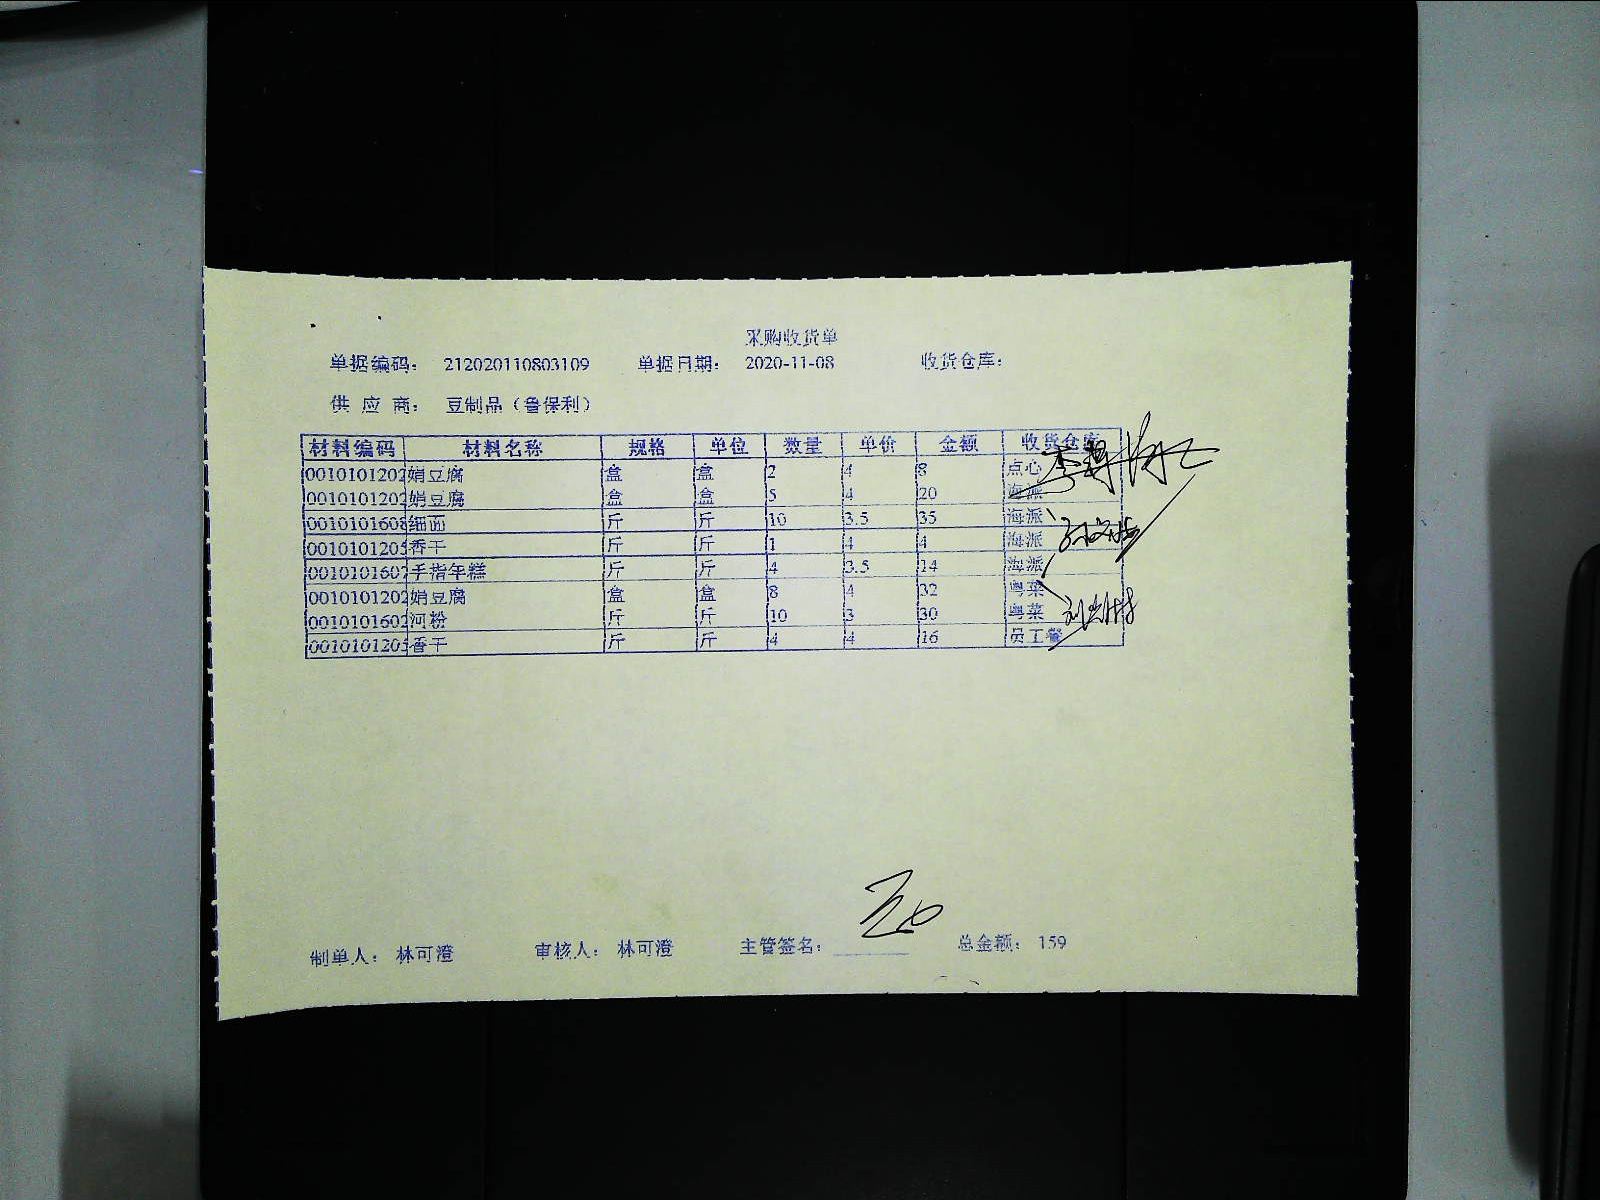 采购收货单
单据编码： 212020110803109 单据日期： 2020-11-08 收货仓库：
供 应 商： 豆制品（鲁保利）
材料编码 材料名称 规格 单位 数量 单价 金额 收货仓库
0010101202 娟豆腐 盒 盒 2 4 8 点心
0010101202 娟豆腐 盒 盒 5 4 20 海派
0010101608 细面 斤 斤 10 3.5 35 海派
0010101205 香干 斤 斤 1 4 4 海派
0010101607 手指年糕 斤 斤 4 3.5 14 海派
0010101202 娟豆腐 盒 盒 8 4 32 粤菜
0010101602 河粉 斤 斤 10 3 30 粤菜
0010101205 香干 斤 斤 4 4 16 员工餐
制单人： 林可澄 审核人： 林可澄 主管签名： 总金额： 159